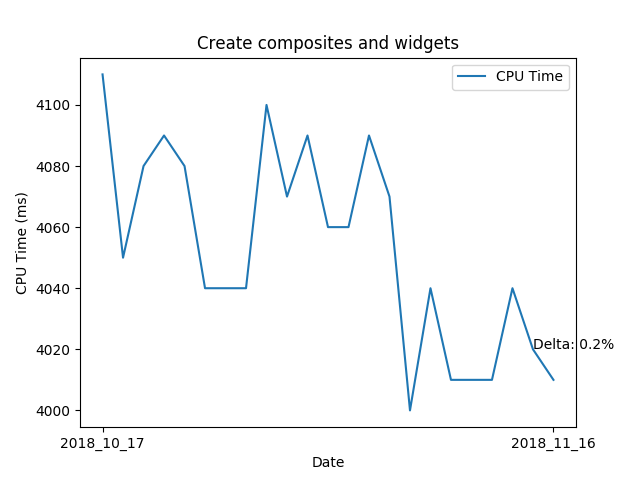 Create composites and widgets
CPU Time
CPU Time (ms)
4100
4080
4060
4040
4020
4000
Delta: 0.2%
2018_10_17
2018_11_16
Date